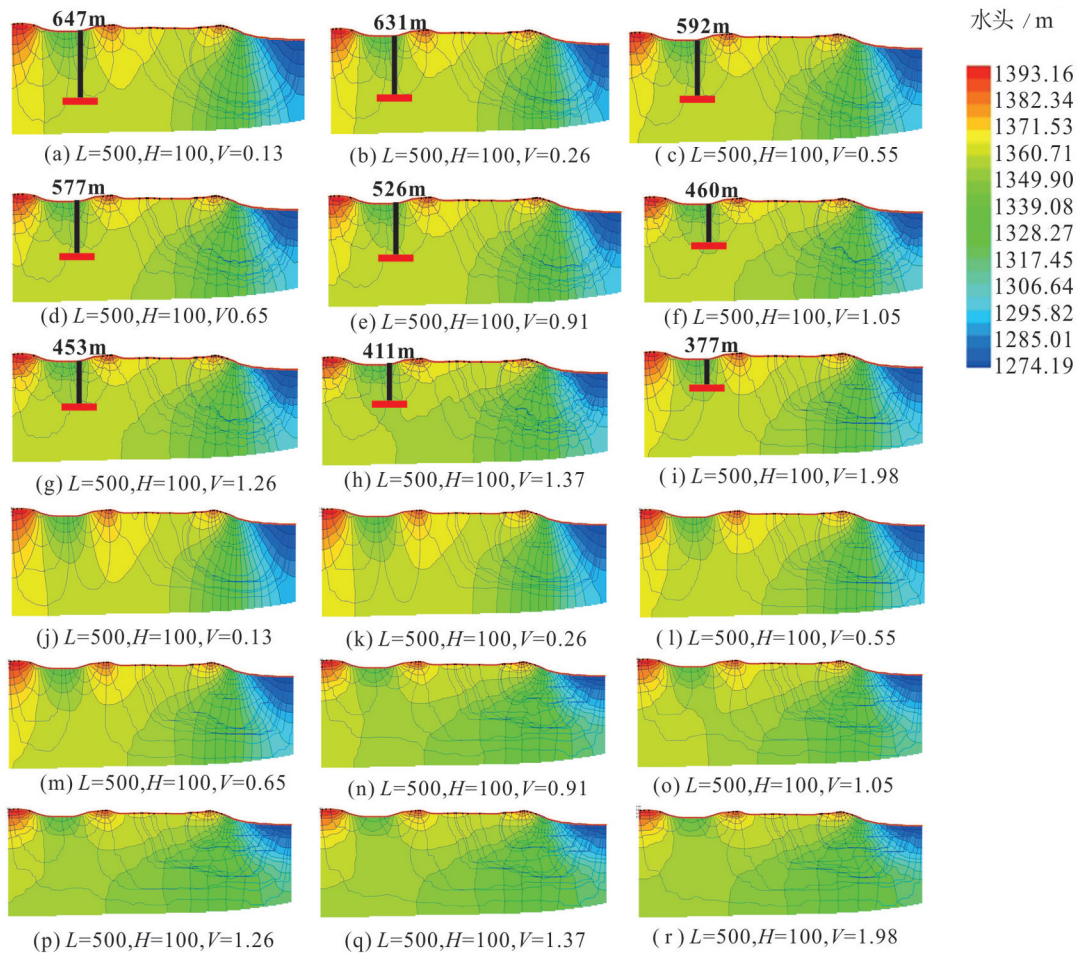 647m
631m
592m
水头 /m
(a) L=500,H=100,V=0.13
(b) L=500,H=100,V=0.26
(c) L=500,H=100,V=0.55
577m
526m
460m
(d) L=500,H=100,V0.65
(e) L=500,H=100,V=0.91
(f) L=500,H=100,V=1.05
453m
411m
377m
(g) L=500,H=100,V=1.26
(h) L=500,H=100,V=1.37
(i) L=500,H=100,V=1.98
(j) L=500,H=100,V=0.13
(k) L=500,H=100,V=0.26
(l) L=500,H=100,V=0.55
(m) L=500,H=100,V=0.65
(n) L=500,H=100,V=0.91
(o) L=500,H=100,V=1.05
(p) L=500,H=100,V=1.26
(q) L=500,H=100,V=1.37
(r) L=500,H=100,V=1.98
1393.16
1382.34
1371.53
1360.71
1349.90
1339.08
1328.27
1317.45
1306.64
1295.82
1285.01
1274.19